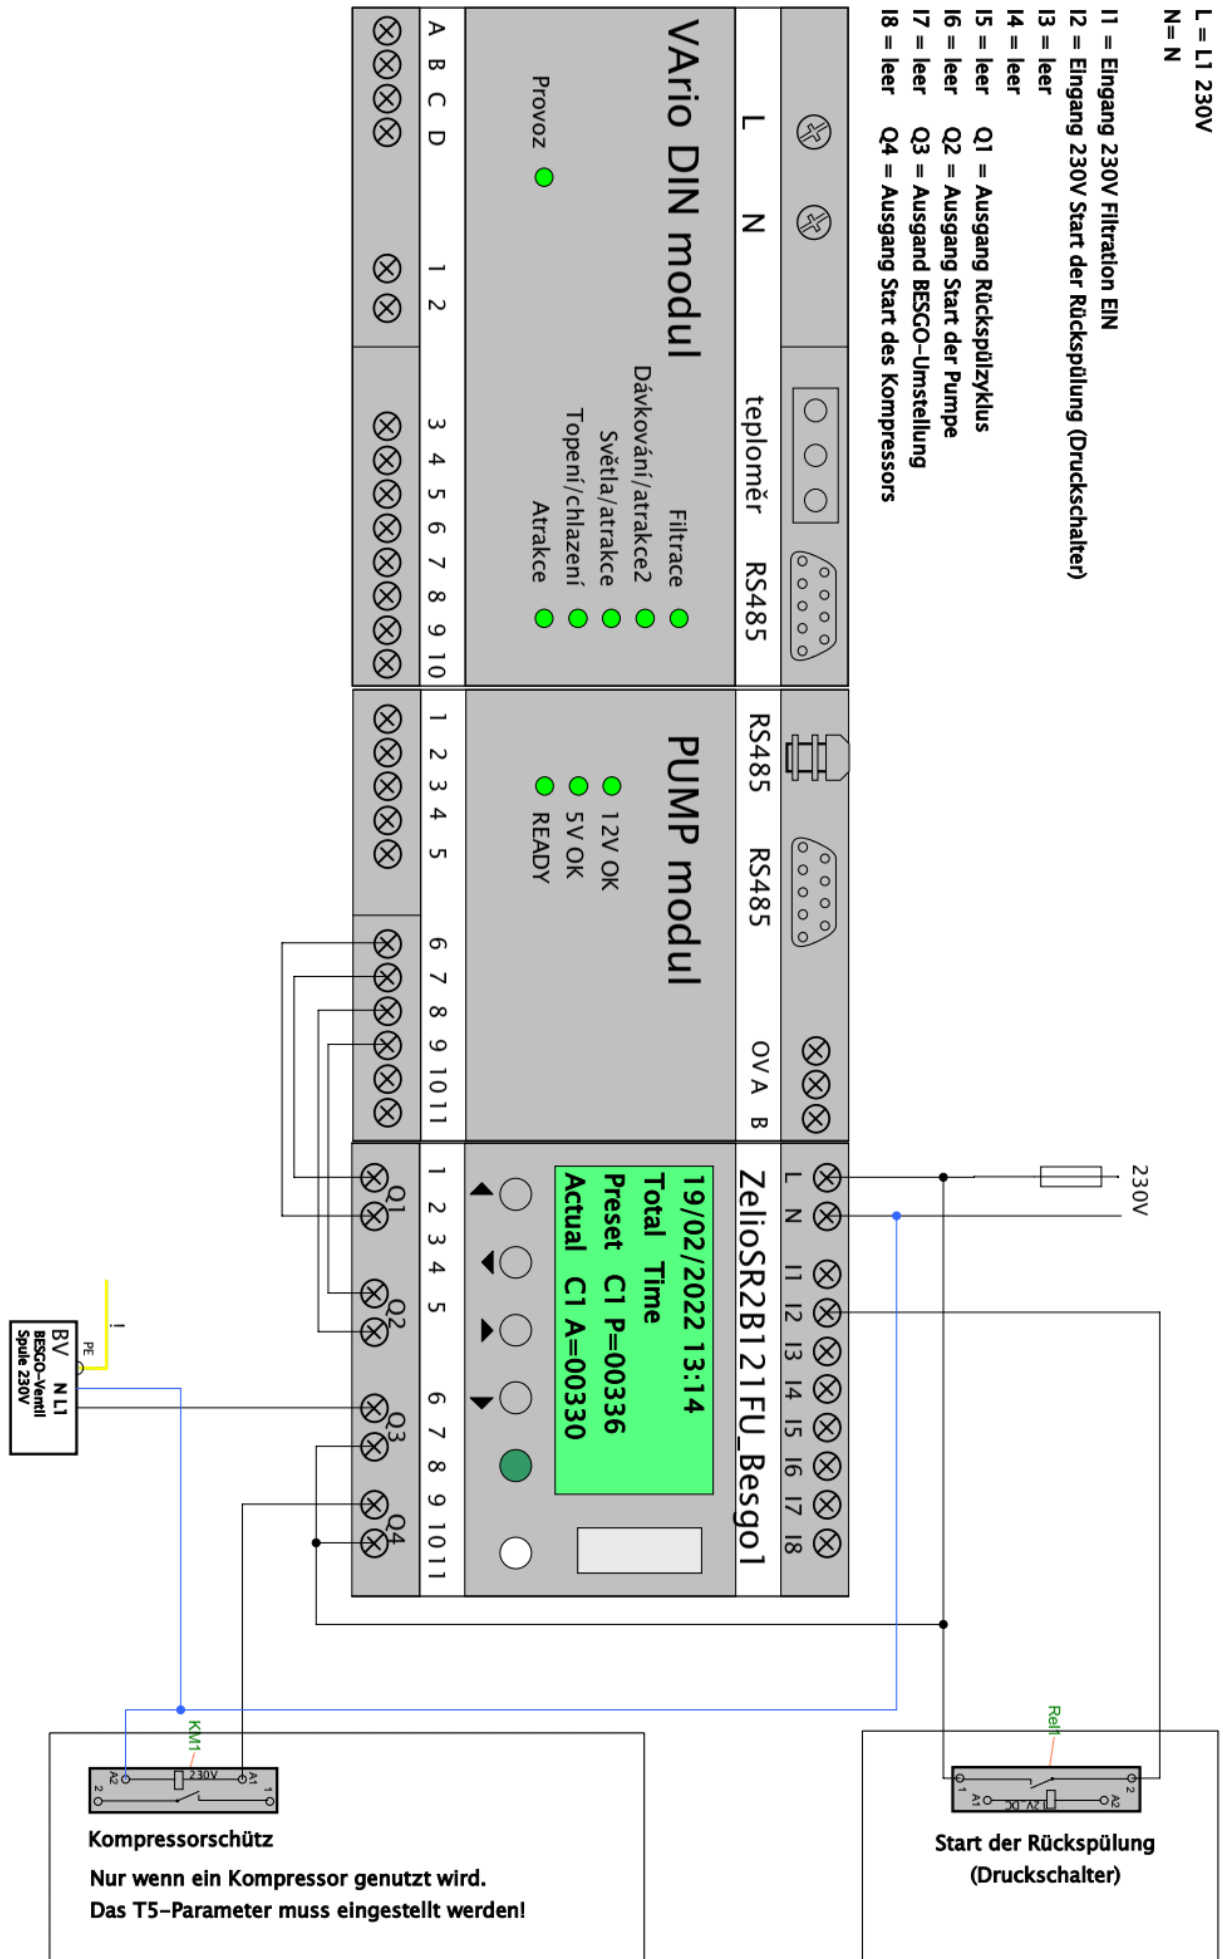 L = L1 230V
N= N
I1 = Eingang 230V Filtration EIN
I2 = Eingang 230V Start der Rückspülung (Druckschalter)
I3 = leer
I4 = leer
I5 = leer Q1 = Ausgang Rückspülzyklus
I6 = leer Q2 = Ausgang Start der Pumpe
I7 = leer Q3 = Ausgand BESGO-Umstellung
I8 = leer Q4 = Ausgang Start des Kompressors
L N teploměr RS485
VArio DIN modul
Filtrace
Dávkování/atrakce2
Světla/atrakce
Topení/chlazení
Provoz Atrakce
A B C D 1 2 3 4 5 6 7 8 9 10
RS485 RS485 0V A B
PUMP modul
12V OK
5V OK
READY
1 2 3 4 5 6 7 8 9 10 11
230V
L N I1 I2 I3 I4 I5 I6 I7 I8
ZelioSR2B121FU_Besgo1
19/02/2022 13:14
Total Time
Preset C1 P=00336
Actual C1 A=00330
1 2 3 4 5 6 7 8 9 10 11
Q1 Q2 Q3 Q4
!
PE
BV N L1
BESGO-Ventil
Spule 230V
Rel1
1 2
A1 12V_DC A2
Start der Rückspülung
(Druckschalter)
KM1
A2 230V A1
2 1
Kompressorschütz
Nur wenn ein Kompressor genutzt wird.
Das T5-Parameter muss eingestellt werden!